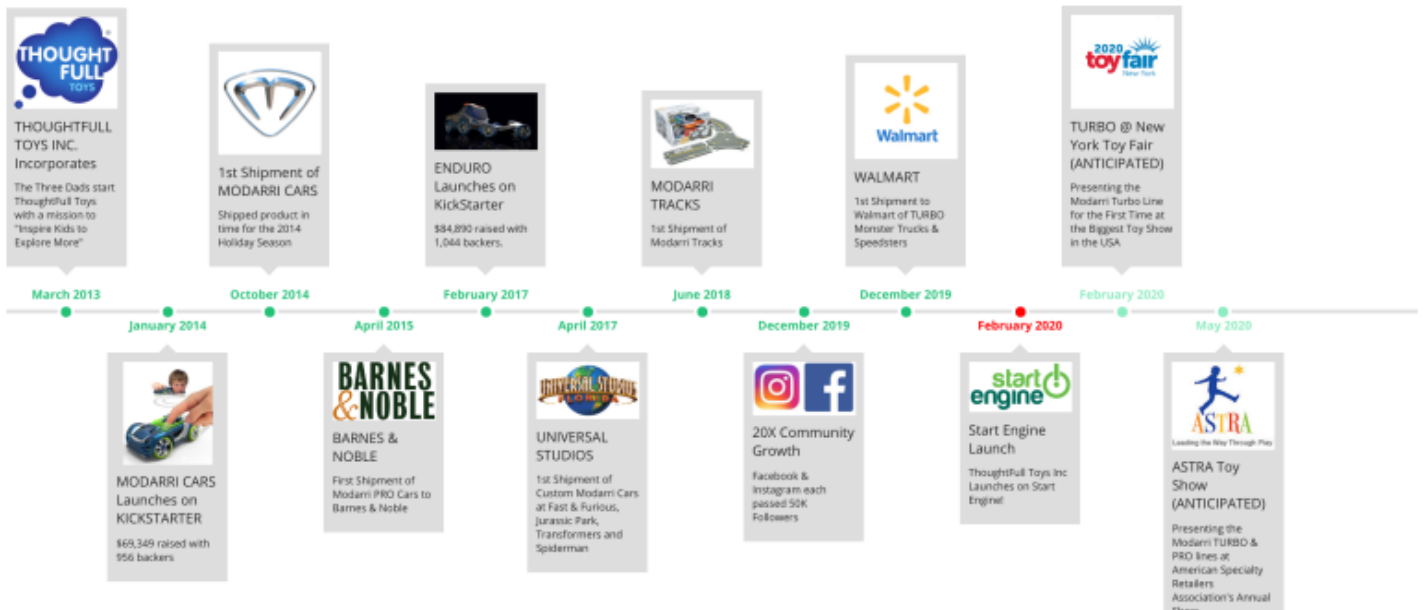 THOUGHT
FULL
TOYS
THOUGHTFULL
TOYS INC.
Incorporates
The Three Dads start
ThoughtFull Toys
with a mission to
"Inspire Kids to
Explore More"
March 2013
January 2014
MODARRI CARS
Launches on
KICKSTARTER
$69,349 raised with
956 backers
1st Shipment of
MODARRI CARS
Shipped product in
time for the 2014
Holiday Season
October 2014
April 2015
BARNES
&NOBLE
BARNES &
NOBLE
First Shipment of
Modarri PRO Cars to
Barnes & Noble
ENDURO
Launches on
KickStarter
$84,890 raised with
1,044 backers.
February 2017
April 2017
UNIVERSAL STUDIOS
FLORIDA
UNIVERSAL
STUDIOS
1st Shipment of
Custom Modarri Cars
at Fast & Furious,
Jurassic Park,
Transformers and
Spiderman
MODARRI
TRACKS
1st Shipment of
Modarri Tracks
June 2018
December 2019
20X Community
Growth
Facebook &
Instagram each
passed 50K
Followers
Walmart
WALMART
1st Shipment to
Walmart of TURBO
Monster Trucks &
Speedsters
December 2019
February 2020
start
engine
Start Engine
Launch
ThoughtFull Toys Inc
Launches on Start
Engine!
2020
toyfair
New York
TURBO @ New
York Toy Fair
(ANTICIPATED)
Presenting the
Modarri Turbo Line
for the First Time at
the Biggest Toy Show
in the USA
February 2020
May 2020
ASTRA
Leading the Way Through Play
ASTRA Toy
Show
(ANTICIPATED)
Presenting the
Modarri TURBO &
PRO lines at
American Specialty
Retailers
Association's Annual